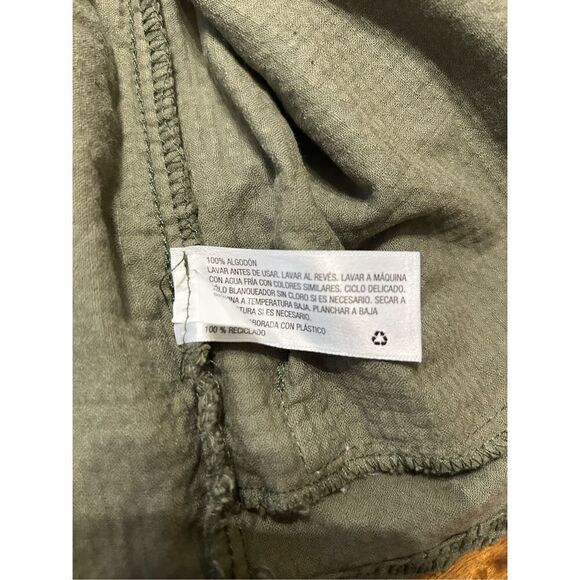 100% ALGODÓN
LAVAR ANTES DE USAR. LAVAR AL REVÉS. LAVAR A MÁQUINA
CON AGUA FRÍA CON COLORES SIMILARES. CICLO DELICADO.
BLANQUEADOR SIN CLORO SI ES NECESARIO. SECAR A
A TEMPERATURA BAJA, PLANCHAR A BAJA
SI ES NECESARIO.
CON PLÁSTICO
100 % RECICLADO